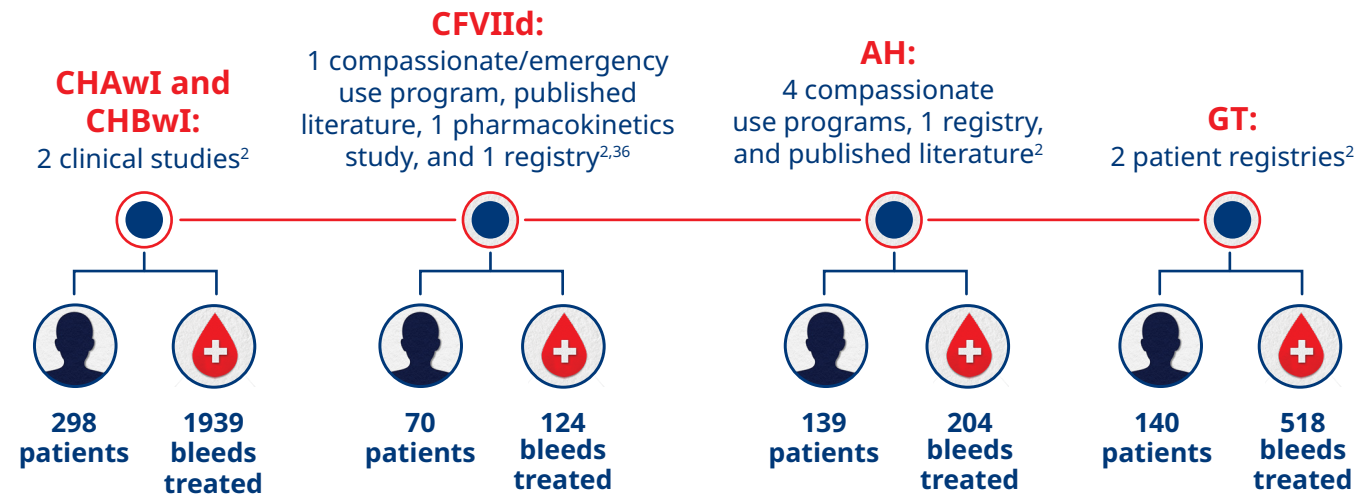 CHAwI and
CHBwI:
2 clinical studies2
CFVIId:
1 compassionate/emergency
use program, published
literature, 1 pharmacokinetics
study, and 1 registry2,36
AH:
4 compassionate
use programs, 1 registry,
and published literature2
GT:
2 patient registries2
298
patients
1939
bleeds
treated
70
patients
124
bleeds
treated
139
patients
204
bleeds
treated
140
patients
518
bleeds
treated